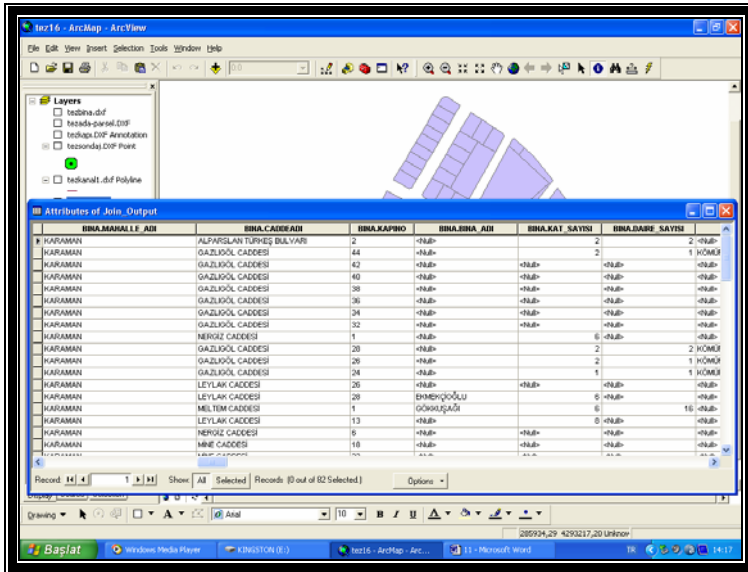 tez16 - ArcMap - ArcView
File Edit View Insert Selection Tools Window Help
Layers
tezbina.dxf
tezada-parsel.DXF
tezkapı.DXF Annotation
tezsondaj.DXF Point
tezkanal1.dxf Polyline
Attributes of Join_Output
BINA.MAHALLE_ADI BINA.CADDEADI BINA.KAPINO BINA.BINA_ADI BINA.KAT_SAYISI BINA.DAIRE_SAYISI
KARAMAN ALPARSLAN TÜRKEŞ BULVARI 2 <Null> 2 2 <Null>
KARAMAN GAZLIGÖL CADDESİ 44 <Null> 2 1 KÖMÜ
KARAMAN GAZLIGÖL CADDESİ 42 <Null> <Null> <Null> <Null>
KARAMAN GAZLIGÖL CADDESİ 40 <Null> <Null> <Null> <Null>
KARAMAN GAZLIGÖL CADDESİ 38 <Null> <Null> <Null> <Null>
KARAMAN GAZLIGÖL CADDESİ 36 <Null> <Null> <Null> <Null>
KARAMAN GAZLIGÖL CADDESİ 34 <Null> <Null> <Null> <Null>
KARAMAN GAZLIGÖL CADDESİ 32 <Null> <Null> <Null> <Null>
KARAMAN NERGİZ CADDESİ 1 <Null> 6 <Null> <Null>
KARAMAN GAZLIGÖL CADDESİ 28 <Null> 2 2 KÖMÜ
KARAMAN GAZLIGÖL CADDESİ 26 <Null> 2 1 KÖMÜ
KARAMAN GAZLIGÖL CADDESİ 24 <Null> 1 1 KÖMÜ
KARAMAN LEYLAK CADDESİ 26 <Null> <Null> <Null> <Null>
KARAMAN LEYLAK CADDESİ 28 EKMEKÇİOĞLU 6 <Null> <Null>
KARAMAN MELTEM CADDESİ 1 GÖKKUŞAĞI 6 16 <Null>
KARAMAN LEYLAK CADDESİ 13 <Null> 8 <Null> <Null>
KARAMAN NERGİZ CADDESİ 6 <Null> <Null> <Null> <Null>
KARAMAN MİNE CADDESİ 18 <Null> <Null> <Null> <Null>
Record: 1 Show: All Selected Records (0 out of 82 Selected.) Options
Drawing Arial 10 B I U A
285934,29 4293217,20 Unknow
Başlat Windows Media Player KINGSTON (E:) tez16 - ArcMap - Arc... 11 - Microsoft Word TR 14:17